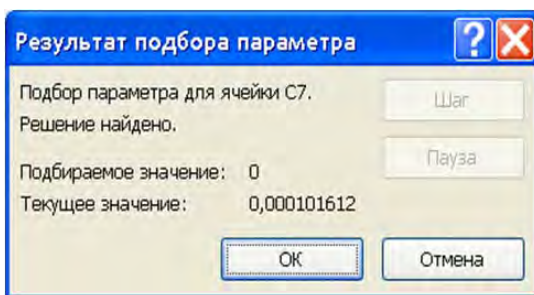 Результат подбора параметра
?
Подбор параметра для ячейки C7.
Решение найдено.
Подбираемое значение: 0
Текущее значение: 0,000101612
Шаг
Пауза
ОК
Отмена